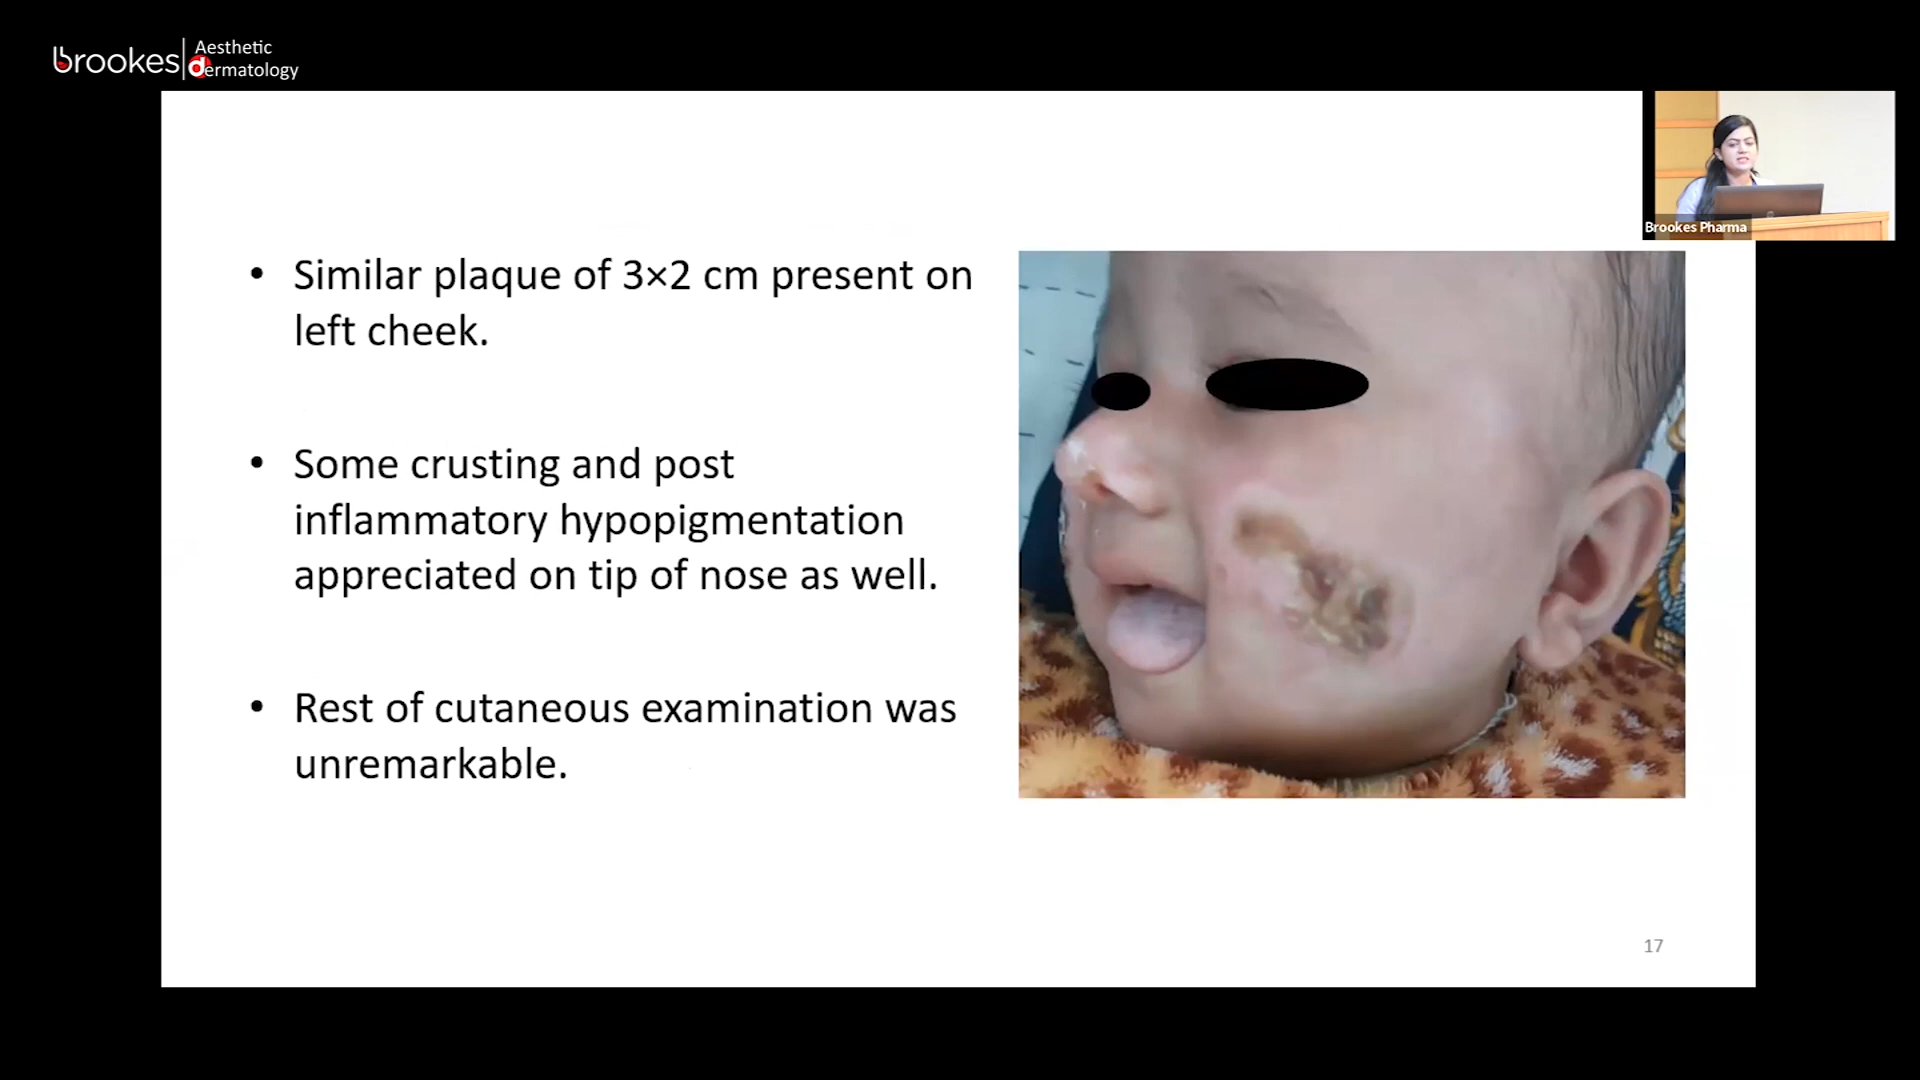 brookes
Aesthetic
dermatology
Brookes Pharma
• Similar plaque of 3×2 cm present on
left cheek.
• Some crusting and post
inflammatory hypopigmentation
appreciated on tip of nose as well.
• Rest of cutaneous examination was
unremarkable.
17